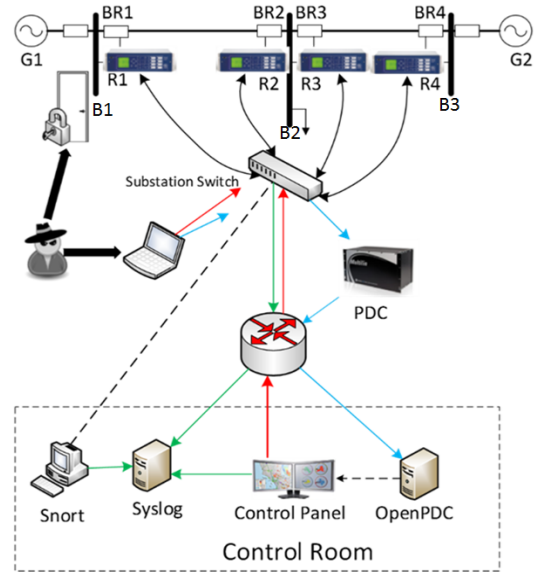 BR1
BR2
BR3
BR4
G1
R1
R2
R3
R4
G2
B1
B2
B3
Substation Switch
PDC
Snort
Syslog
Control Panel
OpenPDC
Control Room